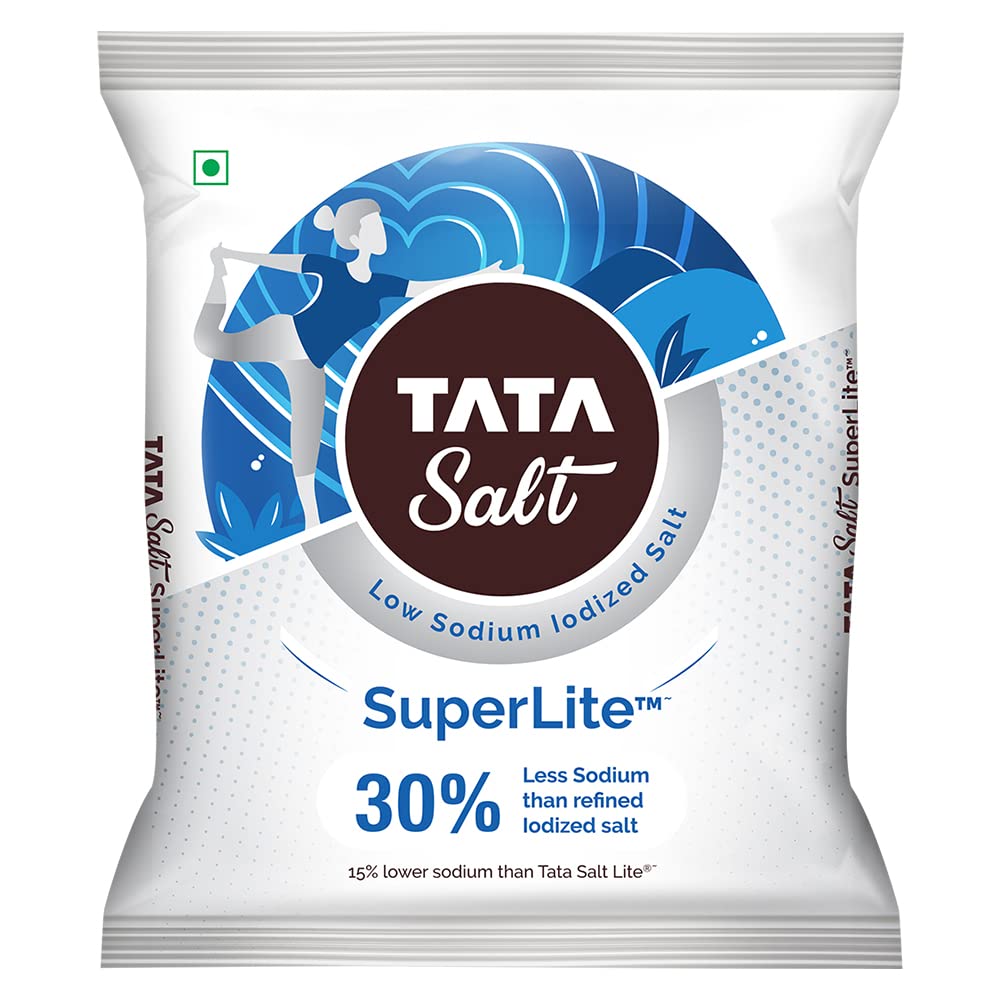 TATA
Salt
Low Sodium Iodized Salt
SuperLite™~
30%
Less Sodium
than refined
Iodized salt
15% lower sodium than Tata Salt Lite®~
TATA Salt SuperLite™~
TATA Salt SuperLite™~